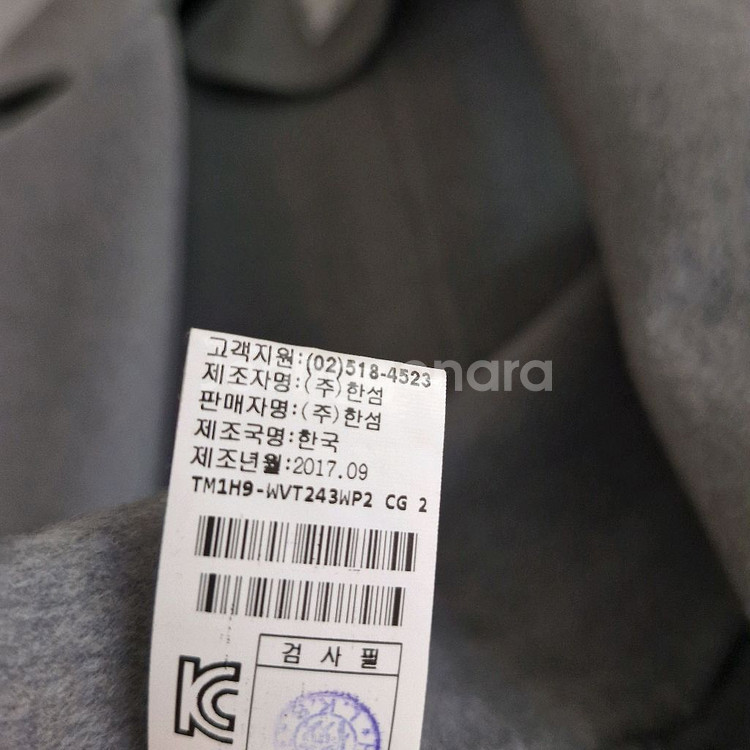 고객지원:(02)518-4523
제조자명:(주)한섬
판매자명:(주)한섬
제조국명:한국
제조년월:2017.09
TM1H9-WVT243WP2 CG 2
검 사 필
KC